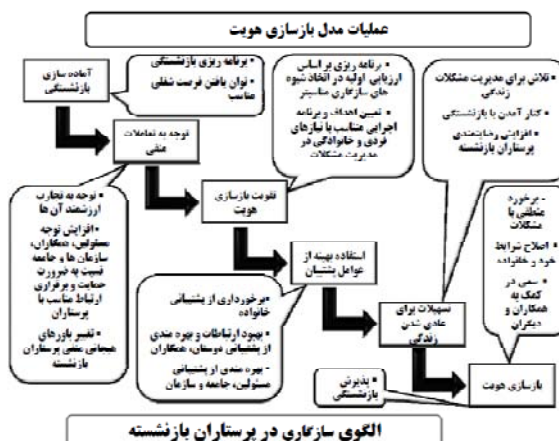 عملیات مدل بازسازی هویت
آماده سازی
بازنشستگی
▪ برنامه ریزی بازنشستگی
▪ توان یافتن فرصت شغلی
مناسب
▪ برنامه ریزی بر اساس
ارزیابی اولیه در اتخاذ شیوه
های سازگاری مناسبتر
▪ تعیین اهداف و برنامه
اجرایی متناسب با نیازهای
فردی و خانوادگی در
مدیریت مشکلات
▪ تلاش برای مدیریت مشکلات
زندگی
▪ کنار آمدن با بازنشستگی
▪ افزایش رضایتمندی
پرستاران بازنشسته
توجه به تعاملات
منفی
تقویت بازسازی
هویت
▪ توجه به تجارب
ارزشمند آن ها
▪ افزایش توجه
مسئولین، همکاران،
سازمان ها و جامعه
نسبت به ضرورت
حمایت و برقراری
ارتباط مناسب با
پرستاران
▪ تغییر باورهای
هیجانی منفی پرستاران
بازنشسته
استفاده بهینه از
عوامل پشتیبان
▪ برخورداری از پشتیبانی
خانواده
▪ بهبود ارتباطات و بهره مندی
از پشتیبانی دوستان، همکاران
- بهره مندی از پشتیبانی
مسئولین، جامعه و سازمان
تسهیلات برای
عادی شدن
زندگی
- برخورد
منطقی با
مشکلات
▪ اصلاح شرایط
خود و خانواده
▪ سعی در
کمک به
همکاران و
دیگران
بازسازی هویت
▪ پذیرش
بازنشستگی
الگوی سازگاری در پرستاران بازنشسته